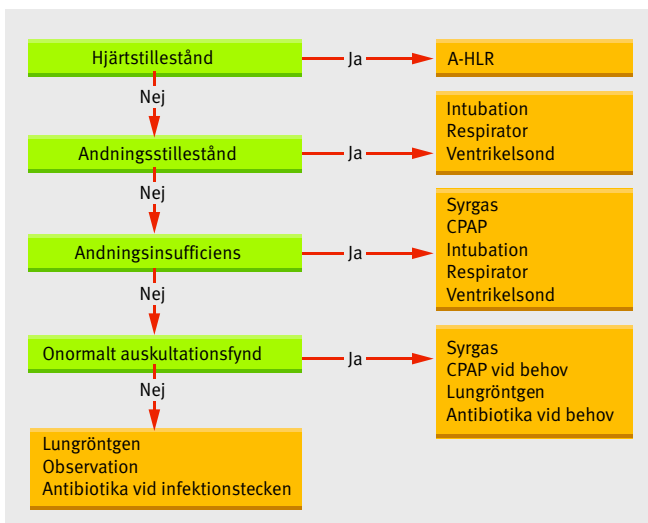 Hjärtstillestånd
Ja
A-HLR
Nej
Andningsstillestånd
Ja
Intubation
Respirator
Ventrikelsond
Nej
Andningsinsufficiens
Ja
Syrgas
CPAP
Intubation
Respirator
Ventrikelsond
Nej
Onormalt auskultationsfynd
Ja
Syrgas
CPAP vid behov
Lungröntgen
Antibiotika vid behov
Nej
Lungröntgen
Observation
Antibiotika vid infektionstecken